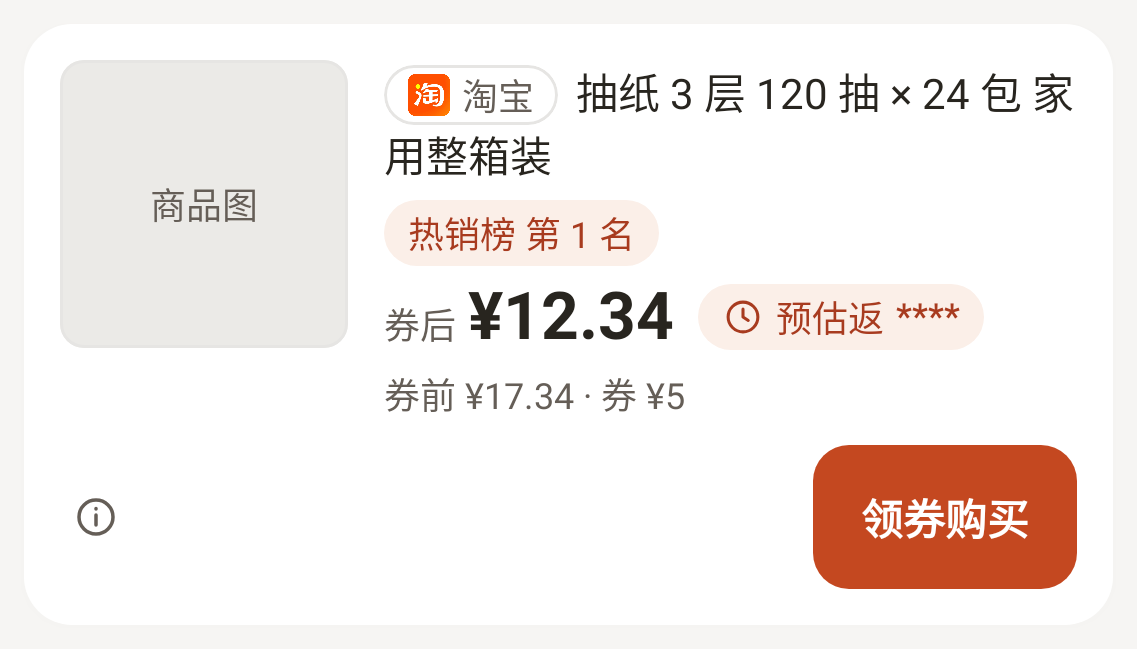 商品图
淘 淘宝 抽纸 3 层 120 抽 × 24 包 家
用整箱装
热销榜 第 1 名
券后 ¥12.34 预估返 ****
券前 ¥17.34 · 券 ¥5
领券购买